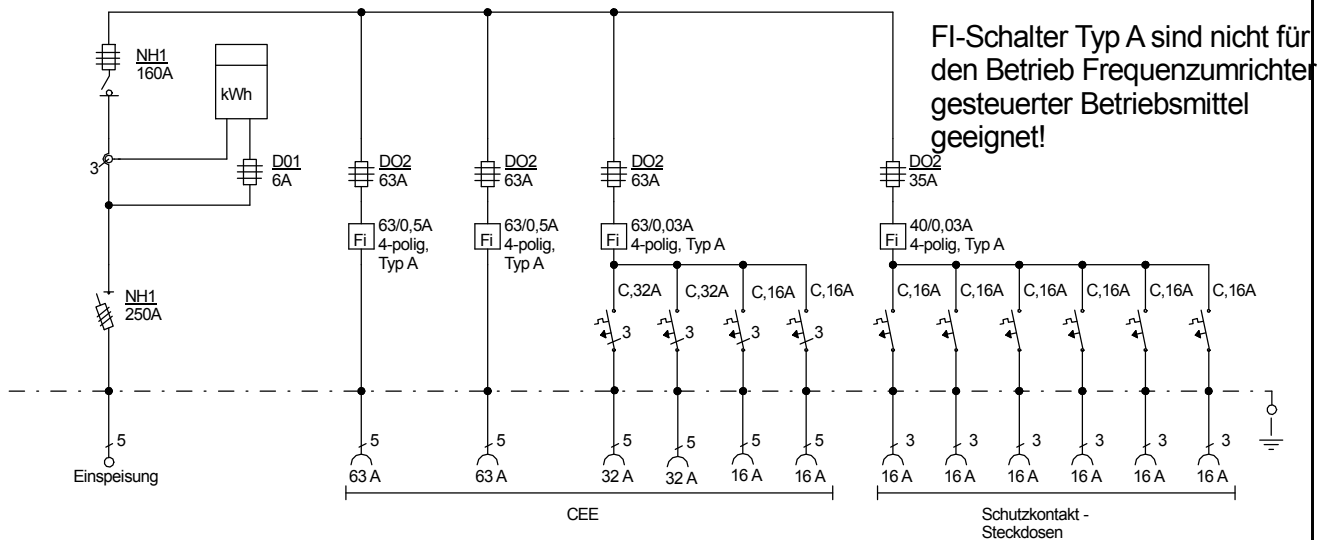 FI-Schalter Typ A sind nicht für
den Betrieb Frequenzumrichter
gesteuerter Betriebsmittel
geeignet!
NH1
160A
kWh
3
D01
6A
NH1
250A
DO2
63A
DO2
63A
DO2
63A
DO2
35A
Fi
63/0,5A
4-polig,
Typ A
Fi
63/0,5A
4-polig,
Typ A
Fi
63/0,03A
4-polig, Typ A
Fi
40/0,03A
4-polig, Typ A
C,32A
C,32A
C,16A
C,16A
C,16A
C,16A
C,16A
C,16A
C,16A
C,16A
3
3
3
3
5
5
5
5
5
5
5
3
3
3
3
3
3
Einspeisung
63 A
63 A
32 A
32 A
16 A
16 A
16 A
16 A
16 A
16 A
16 A
16 A
CEE
Schutzkontakt -
Steckdosen